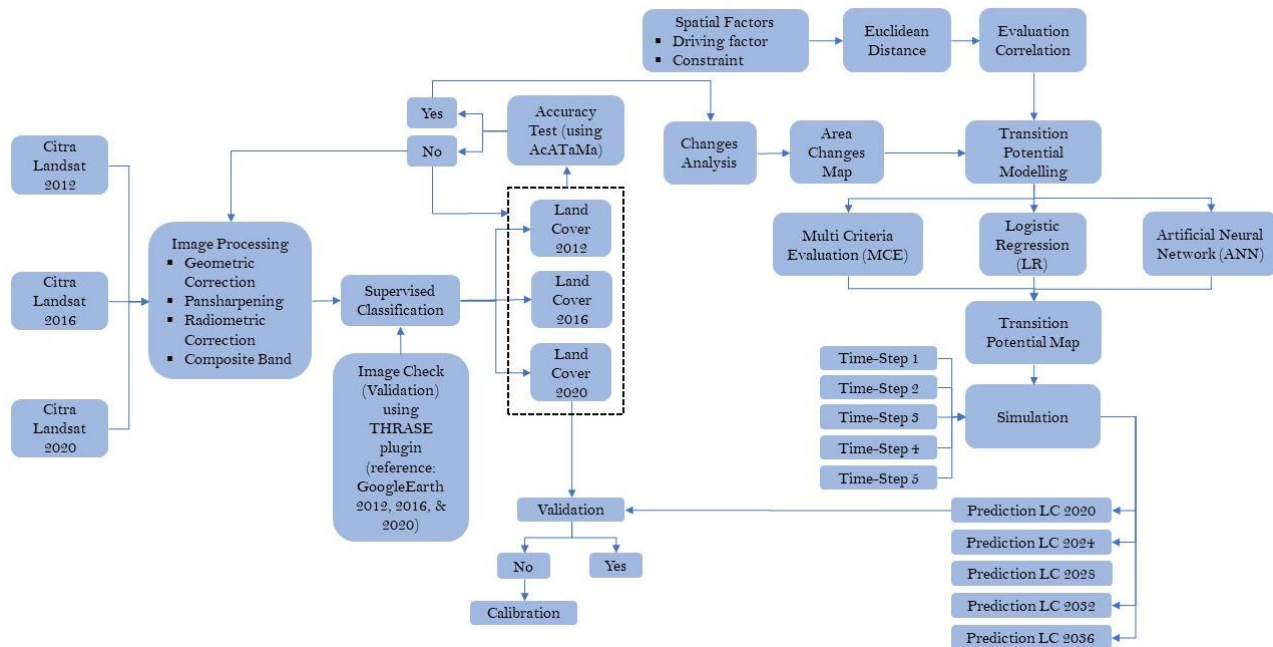 Spatial Factors
▪ Driving factor
▪ Constraint
Euclidean
Distance
Evaluation
Correlation
Yes
No
Accuracy
Test (using
AcATaMa)
Changes
Analysis
Area
Changes
Map
Transition
Potential
Modelling
Citra
Landsat
2012
Citra
Landsat
2016
Citra
Landsat
2020
Image Processing
▪ Geometric
Correction
▪ Pansharpening
▪ Radiometric
Correction
▪ Composite Band
Supervised
Classification
Image Check
(Validation)
using
THRASE
plugin
(reference:
GoogleEarth
2012, 2016, &
2020)
Land
Cover
2012
Land
Cover
2016
Land
Cover
2020
Multi Criteria
Evaluation (MCE)
Logistic
Regression
(LR)
Artificial Neural
Network (ANN)
Transition
Potential Map
Time-Step 1
Time-Step 2
Time-Step 3
Time-Step 4
Time-Step 5
Simulation
Validation
No
Yes
Calibration
Prediction LC 2020
Prediction LC 2024
Prediction LC 2028
Prediction LC 2032
Prediction LC 2036